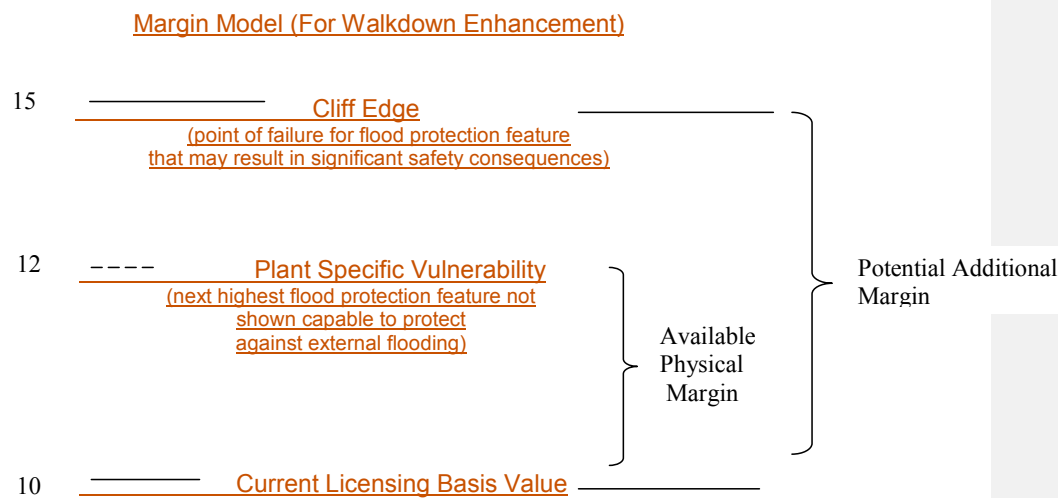 Margin Model (For Walkdown Enhancement)
15
Cliff Edge
(point of failure for flood protection feature
that may result in significant safety consequences)
12
Plant Specific Vulnerability
(next highest flood protection feature not
shown capable to protect
against external flooding)
Available
Physical
Margin
Potential Additional
Margin
10
Current Licensing Basis Value